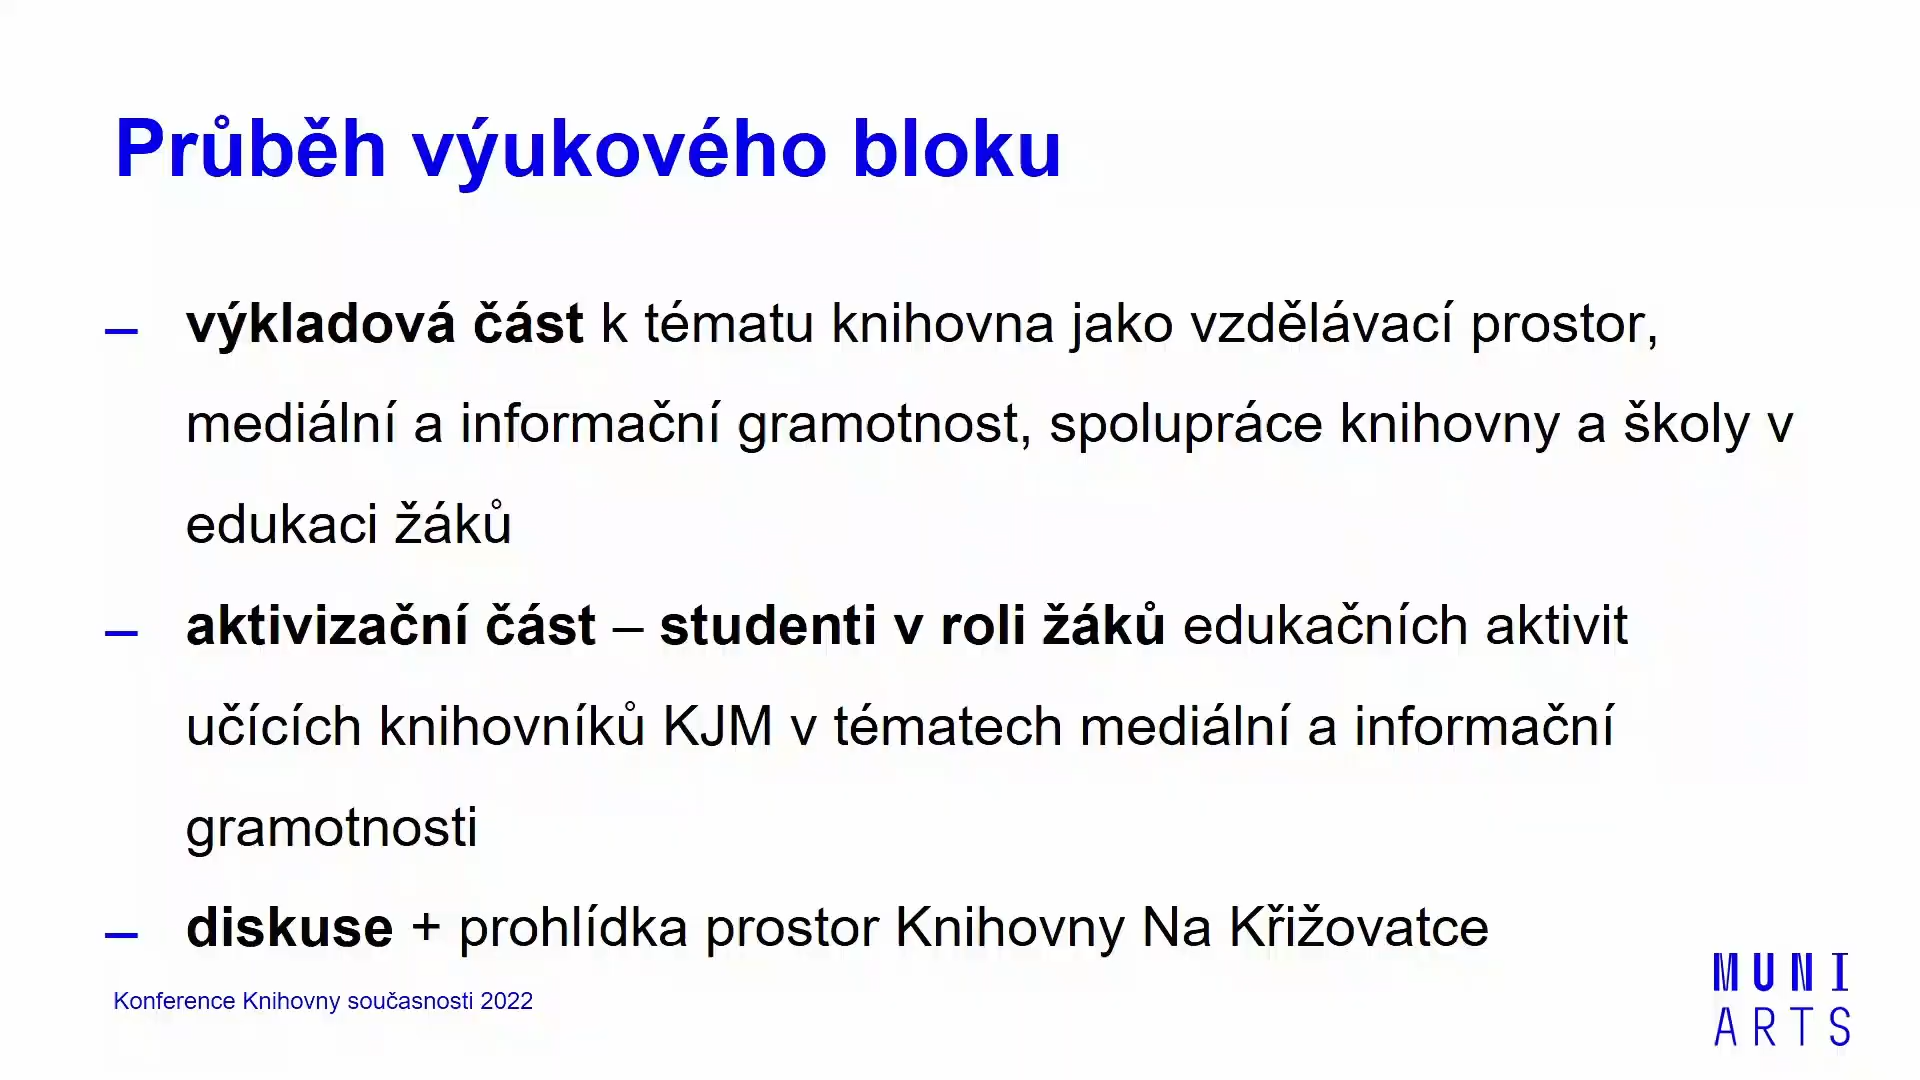 Průběh výukového bloku
– výkladová část k tématu knihovna jako vzdělávací prostor,
mediální a informační gramotnost, spolupráce knihovny a školy v
edukaci žáků
– aktivizační část – studenti v roli žáků edukačních aktivit
učících knihovníků KJM v tématech mediální a informační
gramotnosti
– diskuse + prohlídka prostor Knihovny Na Křižovatce
Konference Knihovny současnosti 2022
MUNI
ARTS